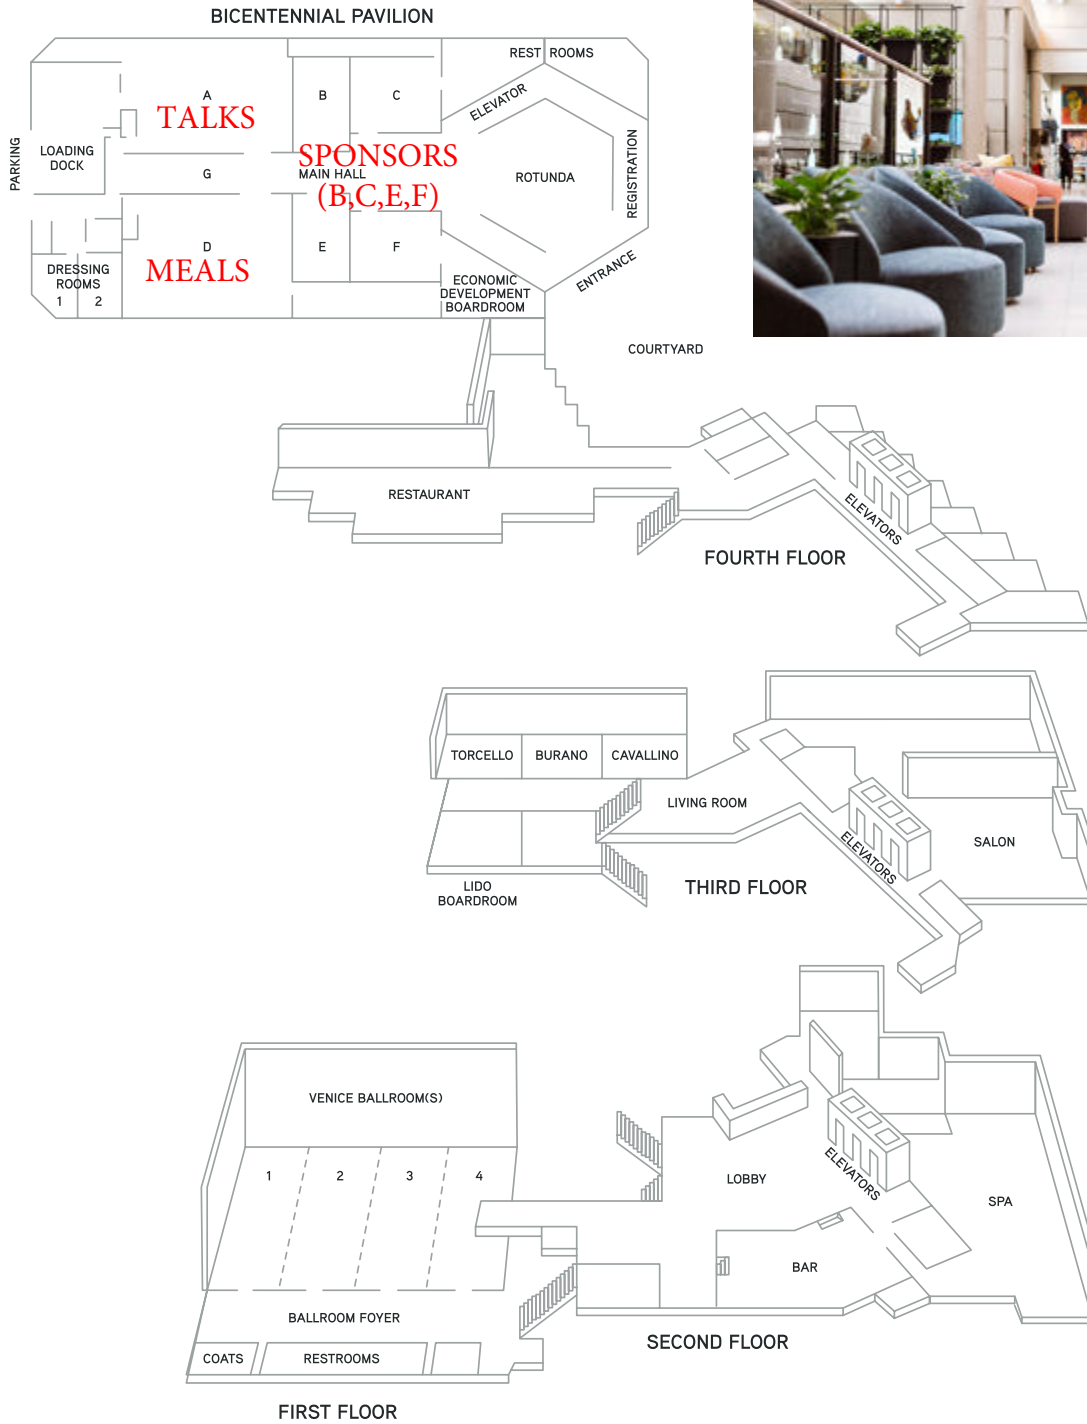 BICENTENNIAL PAVILION
REST ROOMS
A
B
C
ELEVATOR
TALKS
PARKING
LOADING
DOCK
SPONSORS
G
MAIN HALL
(B,C,E,F)
ROTUNDA
REGISTRATION
D
E
F
MEALS
DRESSING
ROOMS
1 2
ECONOMIC
DEVELOPMENT
BOARDROOM
ENTRANCE
COURTYARD
RESTAURANT
ELEVATORS
FOURTH FLOOR
TORCELLO BURANO CAVALLINO
LIVING ROOM
ELEVATORS
SALON
LIDO
BOARDROOM
THIRD FLOOR
VENICE BALLROOM(S)
1 2 3 4
LOBBY
ELEVATORS
SPA
BAR
BALLROOM FOYER
SECOND FLOOR
COATS
RESTROOMS
FIRST FLOOR